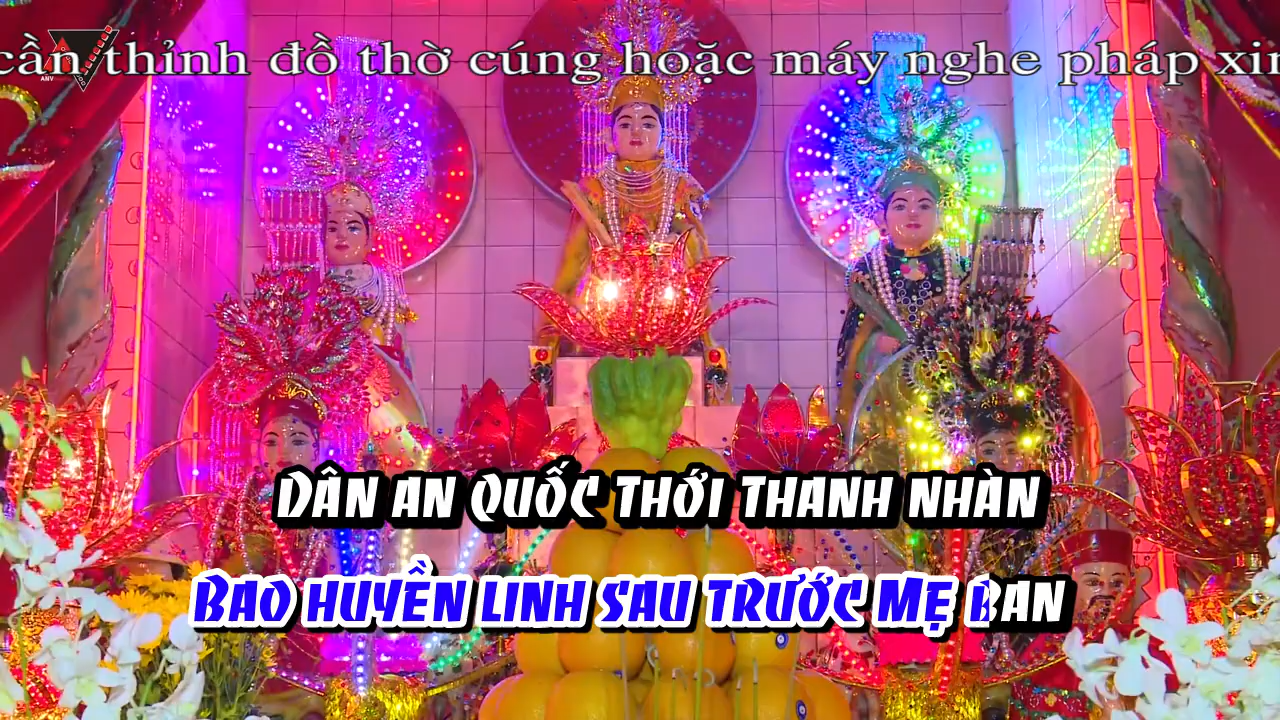 cần thỉnh đồ thờ cúng hoặc máy nghe pháp xin
ANV
DÂN AN QUỐC THỚI THANH NHÀN
BAO HUYỀN LINH SAU TRƯỚC MẸ BAN